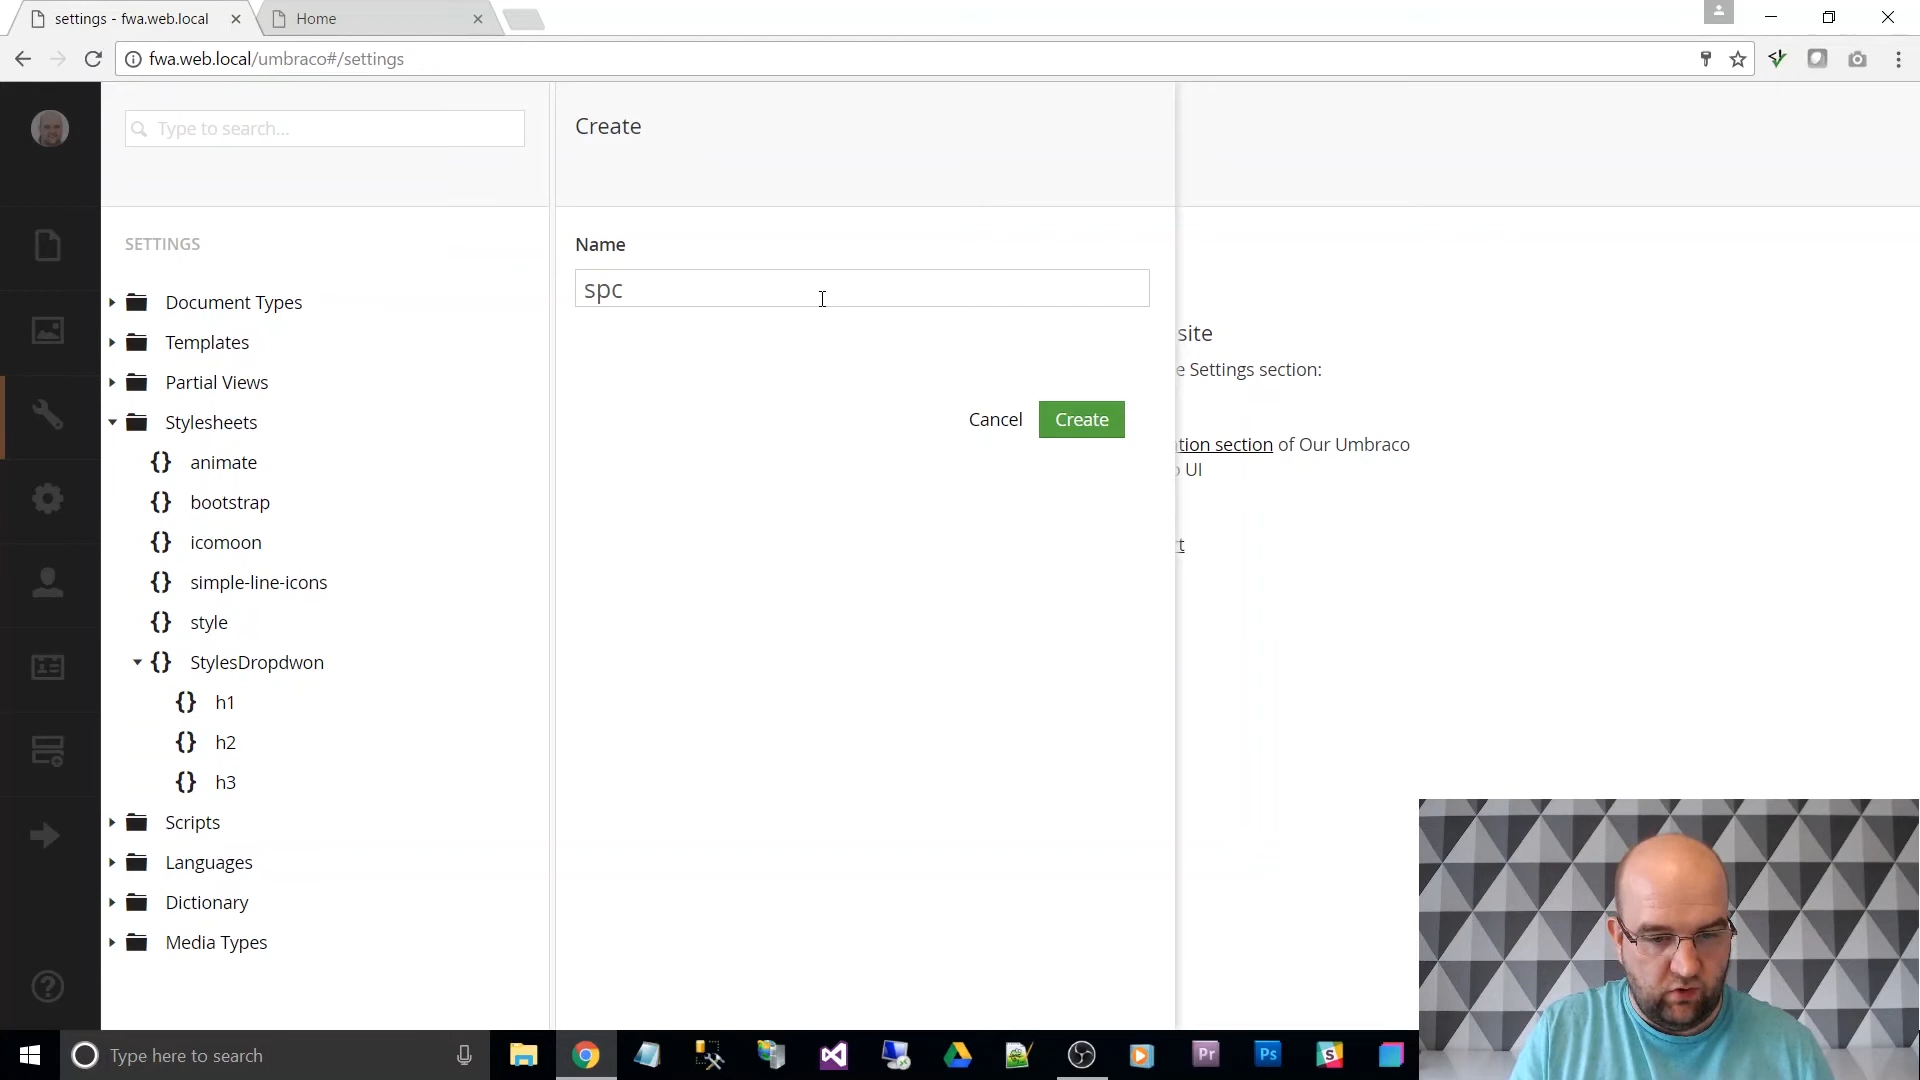 settings - fwa.web.local
Home
fwa.web.local/umbraco#/settings
Type to search...
Create
SETTINGS
Name
spc
Document Types
site
Templates
e Settings section:
Partial Views
Cancel
Create
Stylesheets
tion section of Our Umbraco
animate
UI
bootstrap
icomoon
t
simple-line-icons
style
StylesDropdwon
h1
h2
h3
Scripts
Languages
Dictionary
Media Types
Type here to search
Pr
Ps
S